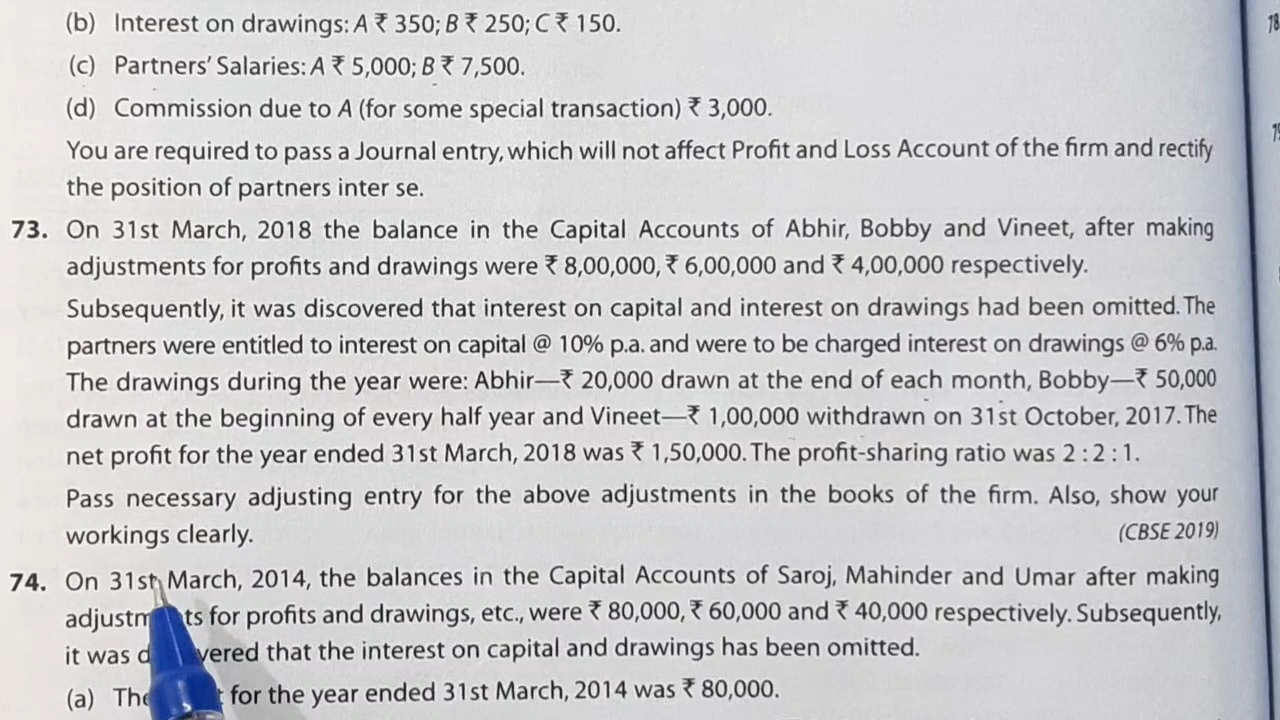 (b) Interest on drawings: A ₹ 350; B ₹ 250; C ₹ 150.
(c) Partners' Salaries: A ₹ 5,000; B ₹ 7,500.
(d) Commission due to A (for some special transaction) ₹ 3,000.
You are required to pass a Journal entry, which will not affect Profit and Loss Account of the firm and rectify
the position of partners inter se.
73. On 31st March, 2018 the balance in the Capital Accounts of Abhir, Bobby and Vineet, after making
adjustments for profits and drawings were ₹ 8,00,000, ₹ 6,00,000 and ₹ 4,00,000 respectively.
Subsequently, it was discovered that interest on capital and interest on drawings had been omitted. The
partners were entitled to interest on capital @ 10% p.a. and were to be charged interest on drawings @ 6% p.a.
The drawings during the year were: Abhir—₹ 20,000 drawn at the end of each month, Bobby—₹ 50,000
drawn at the beginning of every half year and Vineet—₹ 1,00,000 withdrawn on 31st October, 2017. The
net profit for the year ended 31st March, 2018 was ₹ 1,50,000. The profit-sharing ratio was 2 : 2 : 1.
Pass necessary adjusting entry for the above adjustments in the books of the firm. Also, show your
workings clearly. (CBSE 2019)
74. On 31st March, 2014, the balances in the Capital Accounts of Saroj, Mahinder and Umar after making
for profits and drawings, etc., were ₹ 80,000, ₹ 60,000 and ₹ 40,000 respectively. Subsequently,
it was that the interest on capital and drawings has been omitted.
(a) for the year ended 31st March, 2014 was ₹ 80,000.